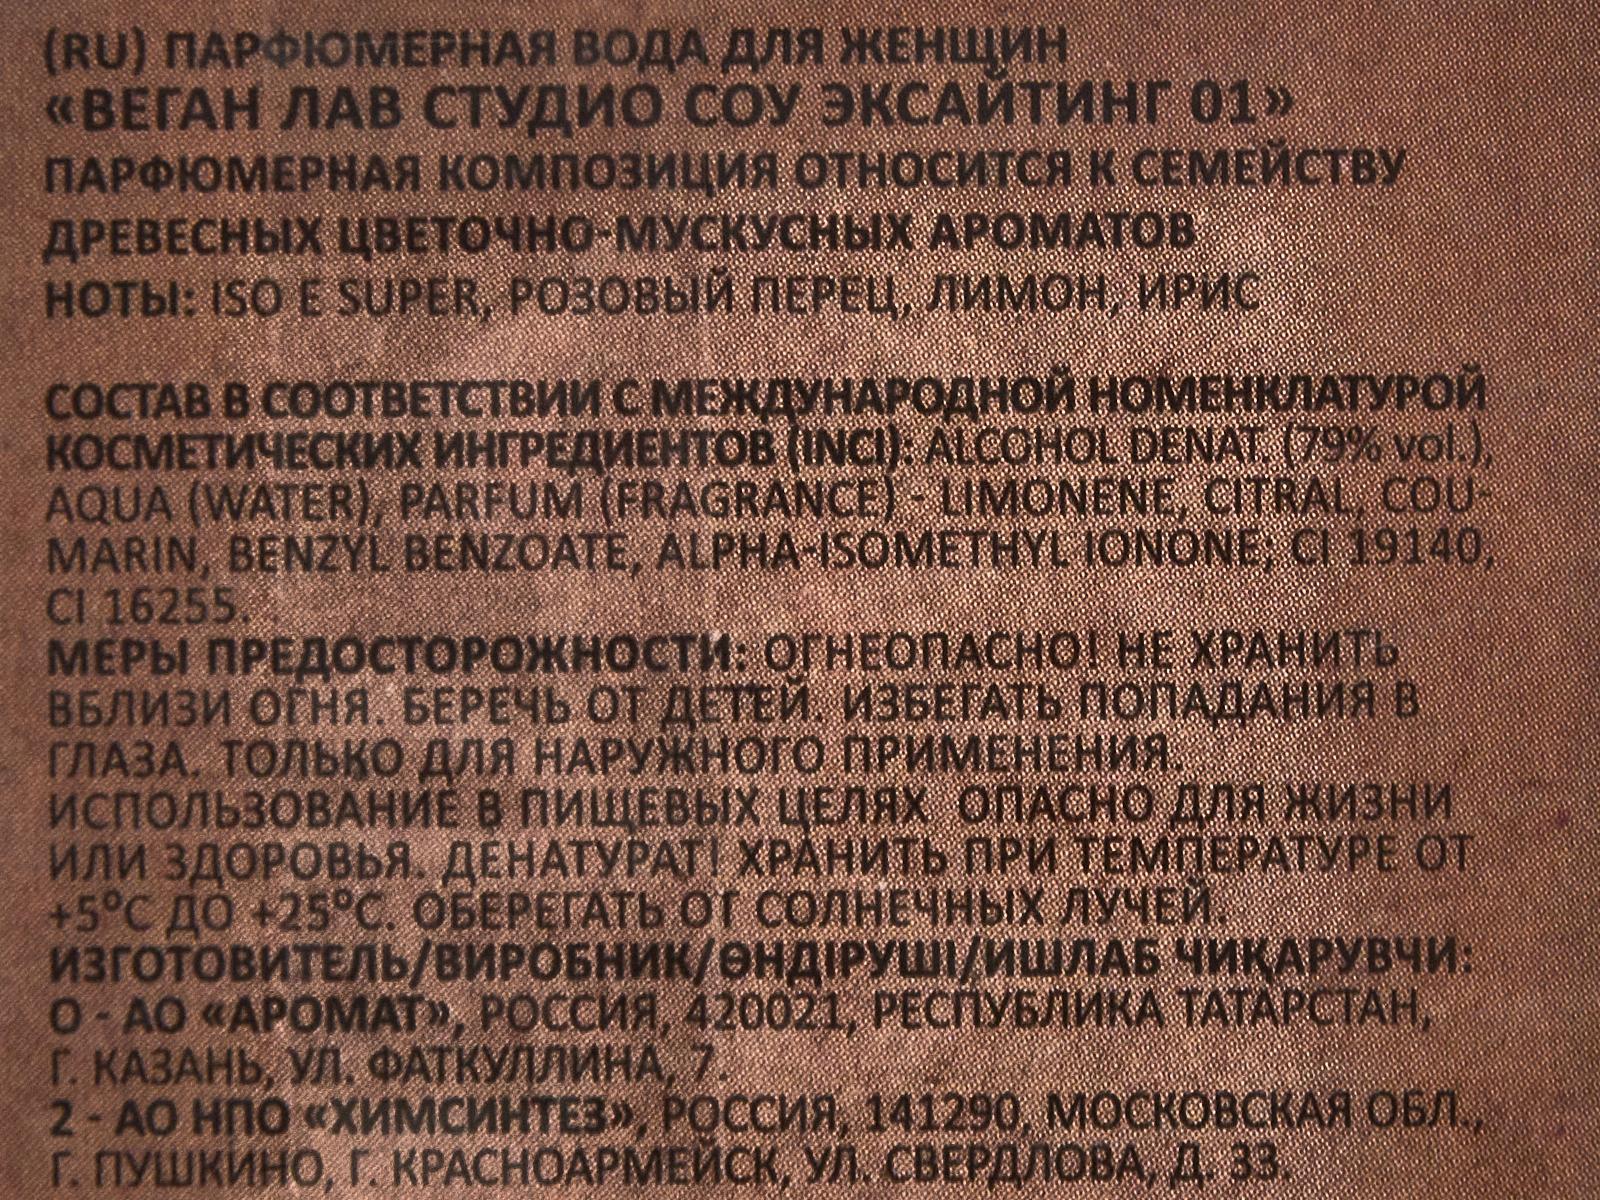 (RU) ПАРФЮМЕРНАЯ ВОДА ДЛЯ ЖЕНЩИН
«ВЕГАН ЛАВ СТУДИО СОУ ЭКСАЙТИНГ 01»
ПАРФЮМЕРНАЯ КОМПОЗИЦИЯ ОТНОСИТСЯ К СЕМЕЙСТВУ
ДРЕВЕСНЫХ ЦВЕТОЧНО-МУСКУСНЫХ АРОМАТОВ
НОТЫ: ISO E SUPER, РОЗОВЫЙ ПЕРЕЦ, ЛИМОН, ИРИС
СОСТАВ В СООТВЕТСТВИИ С МЕЖДУНАРОДНОЙ НОМЕНКЛАТУРОЙ
КОСМЕТИЧЕСКИХ ИНГРЕДИЕНТОВ (INCI): ALCOHOL DENAT. (79% vol.),
AQUA (WATER), PARFUM (FRAGRANCE) - LIMONENE, CITRAL, COU-
MARIN, BENZYL BENZOATE, ALPHA-ISOMETHYL IONONE; CI 19140,
CI 16255.
МЕРЫ ПРЕДОСТОРОЖНОСТИ: ОГНЕОПАСНО! НЕ ХРАНИТЬ
ВБЛИЗИ ОГНЯ. БЕРЕЧЬ ОТ ДЕТЕЙ. ИЗБЕГАТЬ ПОПАДАНИЯ В
ГЛАЗА. ТОЛЬКО ДЛЯ НАРУЖНОГО ПРИМЕНЕНИЯ.
ИСПОЛЬЗОВАНИЕ В ПИЩЕВЫХ ЦЕЛЯХ ОПАСНО ДЛЯ ЖИЗНИ
ИЛИ ЗДОРОВЬЯ. ДЕНАТУРАТ! ХРАНИТЬ ПРИ ТЕМПЕРАТУРЕ ОТ
+5°C ДО +25°C. ОБЕРЕГАТЬ ОТ СОЛНЕЧНЫХ ЛУЧЕЙ.
ИЗГОТОВИТЕЛЬ/ВИРОБНИК/ӨНДІРУШІ/ИШЛАБ ЧИҚАРУВЧИ:
О - АО «АРОМАТ», РОССИЯ, 420021, РЕСПУБЛИКА ТАТАРСТАН,
Г. КАЗАНЬ, УЛ. ФАТКУЛЛИНА, 7.
2 - АО НПО «ХИМСИНТЕЗ», РОССИЯ, 141290, МОСКОВСКАЯ ОБЛ.,
Г. ПУШКИНО, Г. КРАСНОАРМЕЙСК, УЛ. СВЕРДЛОВА, Д. 33.